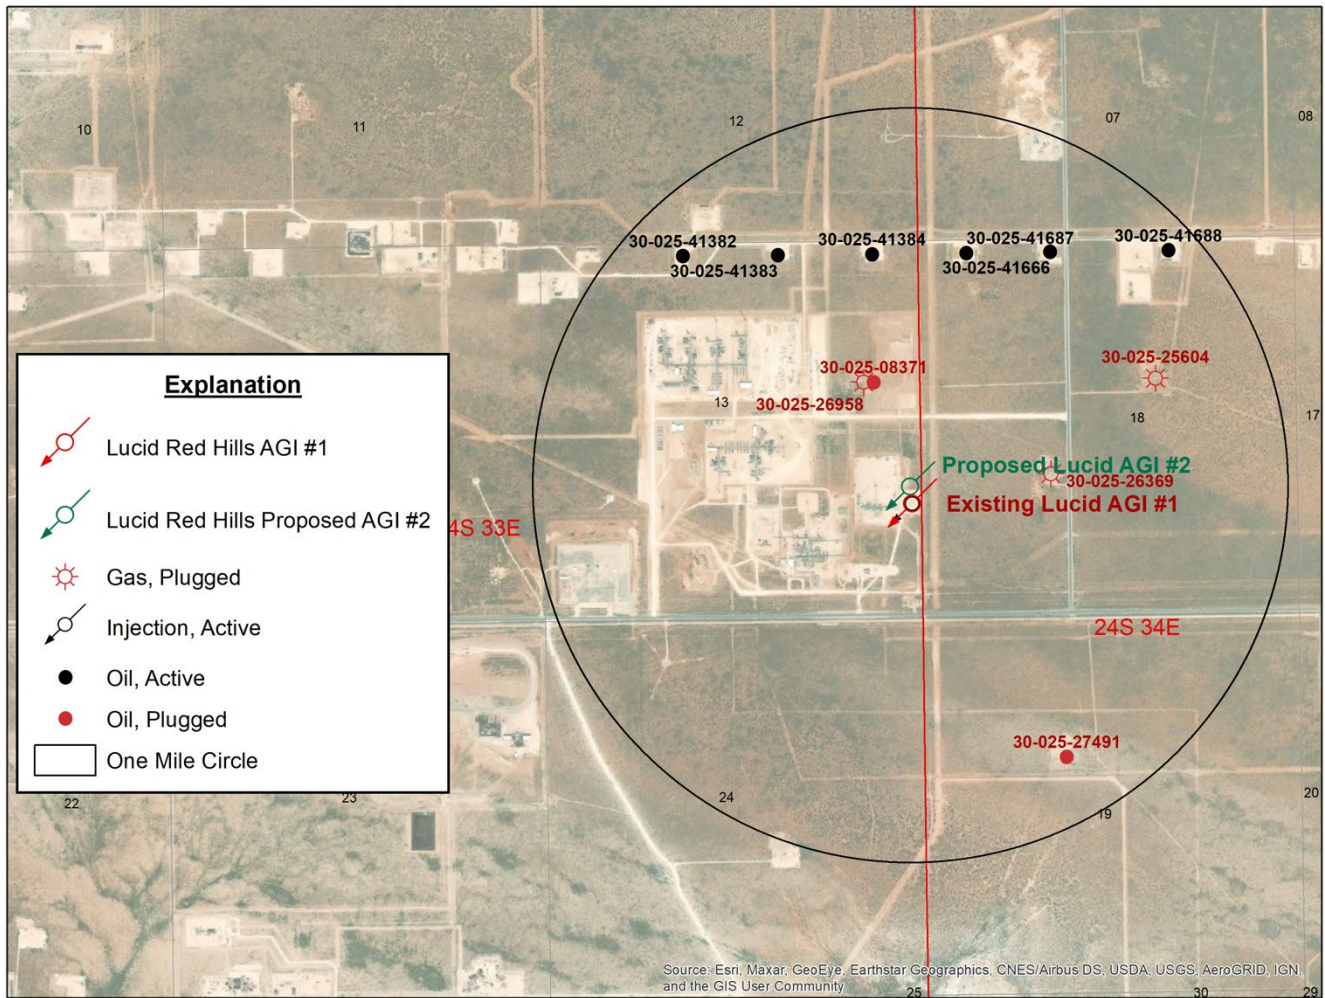 10
11
12
07
08
30-025-41382
30-025-41383
30-025-41384
30-025-41687
30-025-41666
30-025-41688
30-025-08371
30-025-26958
30-025-25604
13
18
17
Proposed Lucid AGI #2
30-025-26369
Existing Lucid AGI #1
4S 33E
24S 34E
30-025-27491
Explanation
Lucid Red Hills AGI #1
Lucid Red Hills Proposed AGI #2
Gas, Plugged
Injection, Active
Oil, Active
Oil, Plugged
One Mile Circle
22
23
24
19
20
Source: Esri, Maxar, GeoEye, Earthstar Geographics, CNES/Airbus DS, USDA, USGS, AeroGRID, IGN,
and the GIS User Community
25
30
29